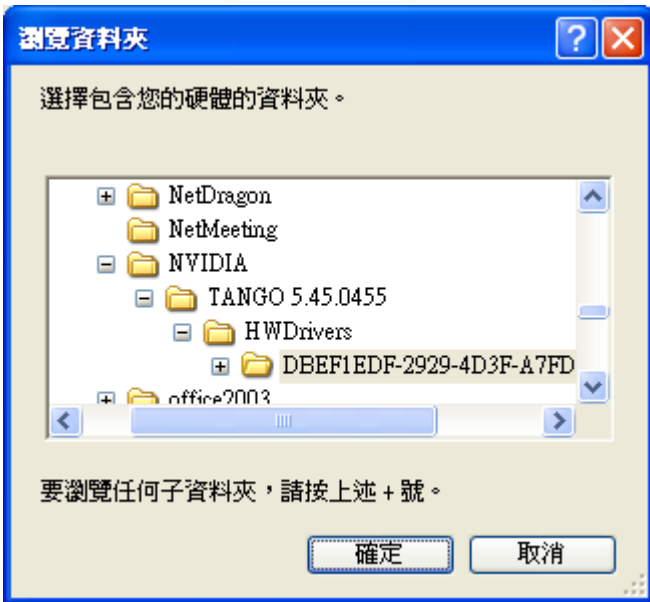 瀏覽資料夾
選擇包含您的硬體的資料夾。
NetDragon
NetMeeting
NVIDIA
TANGO 5.45.0455
HWDrivers
DBEF1EDF-2929-4D3F-A7FD
office2003
要瀏覽任何子資料夾，請按上述 + 號。
確定 取消